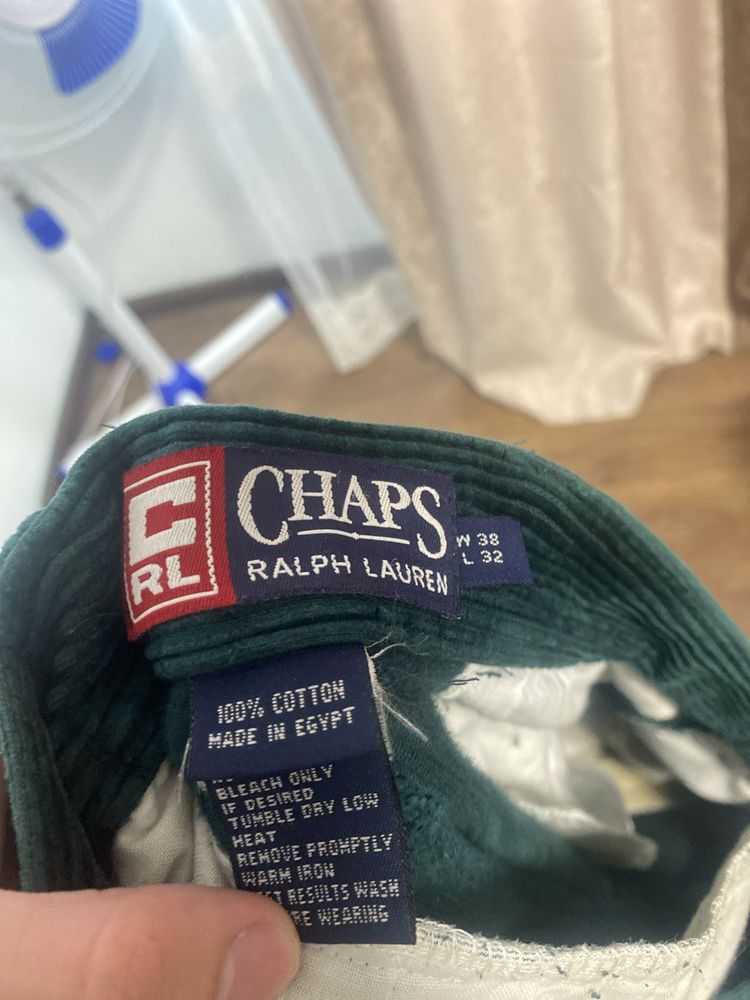 C
RL
CHAPS
RALPH LAUREN
W 38
L 32
100% COTTON
MADE IN EGYPT
BLEACH ONLY
IF DESIRED
TUMBLE DRY LOW
HEAT
REMOVE PROMPTLY
WARM IRON
RESULTS WASH
WEARING